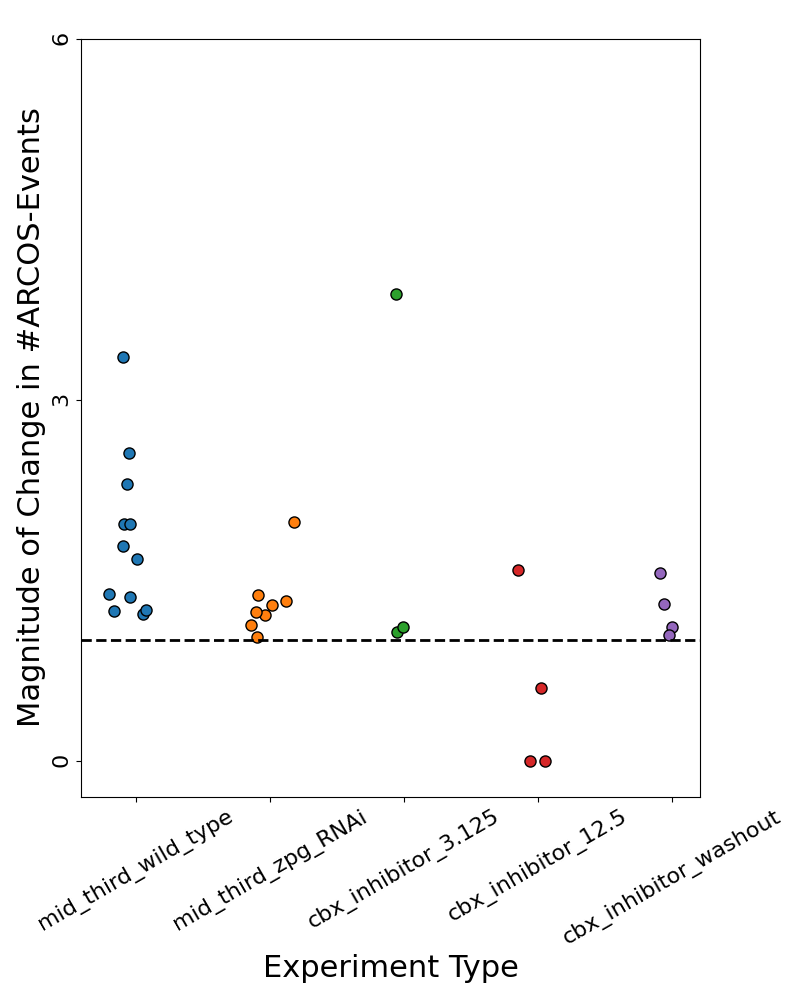 Magnitude of Change in #ARCOS-Events
6
3
0
mid_third_wild_type
mid_third_zpg_RNAi
cbx_inhibitor_3.125
cbx_inhibitor_12.5
cbx_inhibitor_washout
Experiment Type